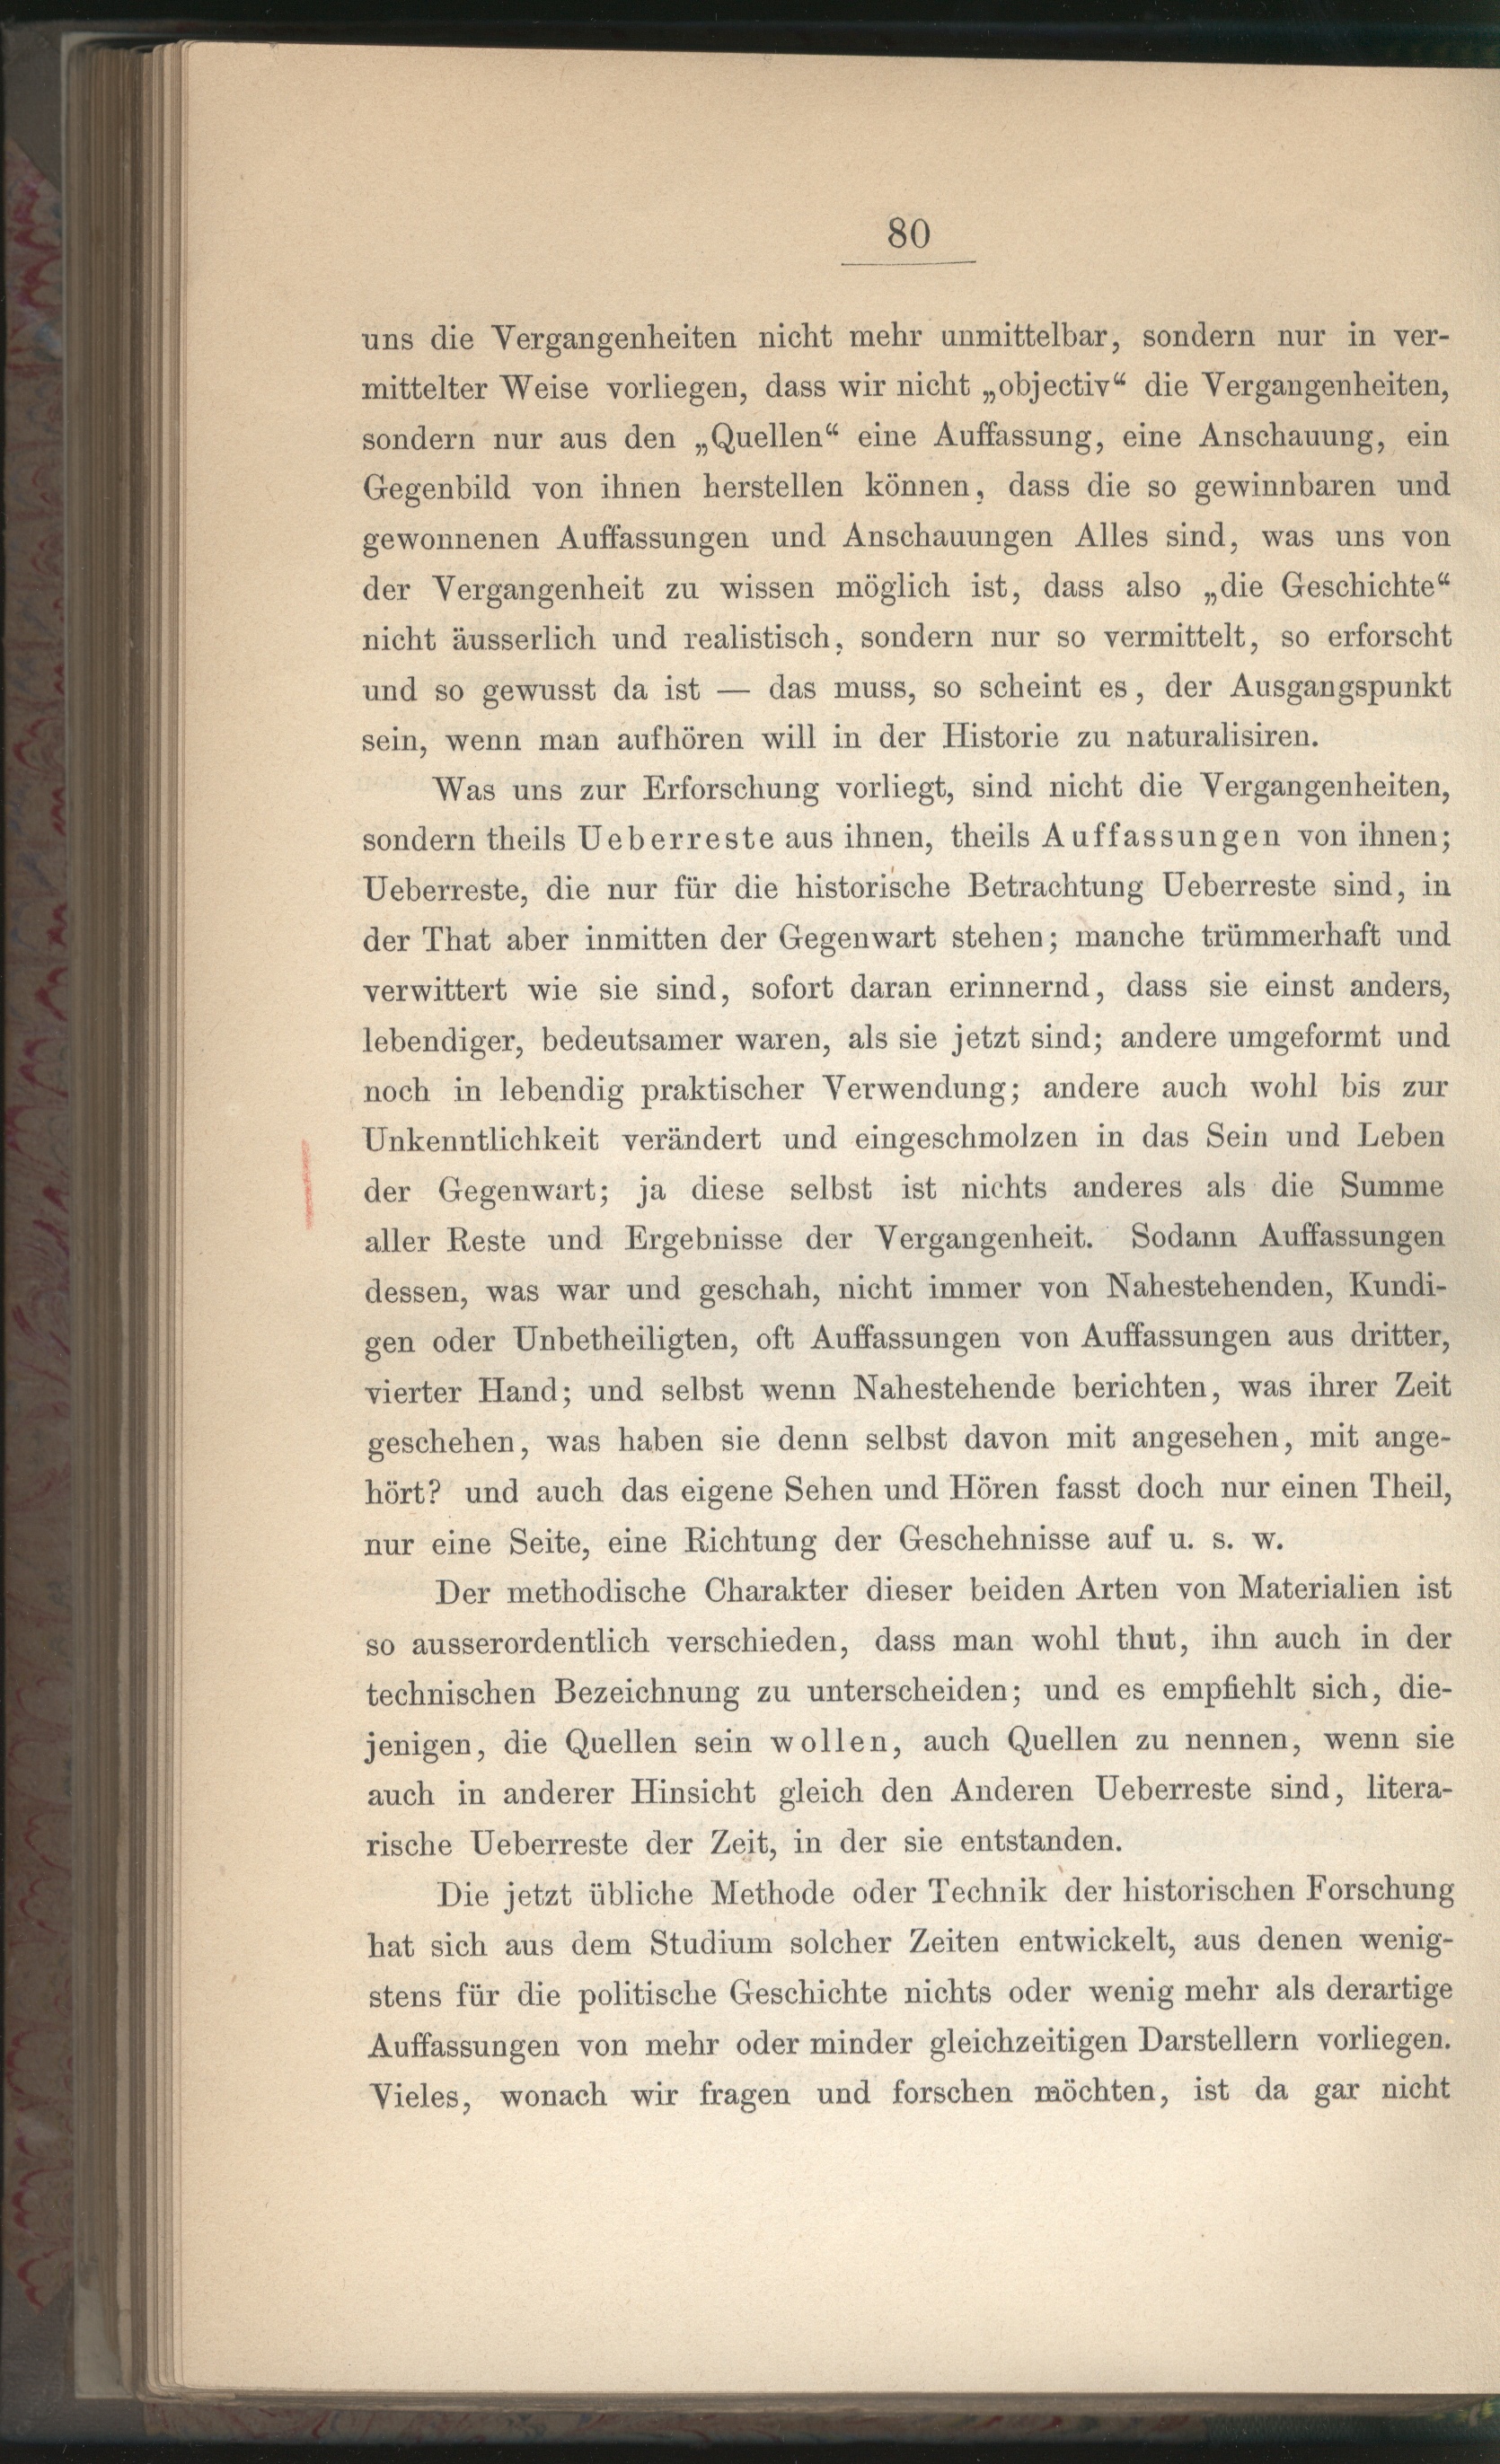 80
uns die Vergangenheiten nicht mehr unmittelbar, sondern nur in ver-
mittelter Weise vorliegen, dass wir nicht „objectiv“ die Vergangenheiten,
sondern nur aus den „Quellen“ eine Auffassung, eine Anschauung, ein
Gegenbild von ihnen herstellen können, dass die so gewinnbaren und
gewonnenen Auffassungen und Anschauungen Alles sind, was uns von
der Vergangenheit zu wissen möglich ist, dass also „die Geschichte“
nicht äusserlich und realistisch, sondern nur so vermittelt, so erforscht
und so gewusst da ist — das muss, so scheint es, der Ausgangspunkt
sein, wenn man aufhören will in der Historie zu naturalisiren.
Was uns zur Erforschung vorliegt, sind nicht die Vergangenheiten,
sondern theils Ueberreste aus ihnen, theils Auffassungen von ihnen;
Ueberreste, die nur für die historische Betrachtung Ueberreste sind, in
der That aber inmitten der Gegenwart stehen; manche trümmerhaft und
verwittert wie sie sind, sofort daran erinnernd, dass sie einst anders,
lebendiger, bedeutsamer waren, als sie jetzt sind; andere umgeformt und
noch in lebendig praktischer Verwendung; andere auch wohl bis zur
Unkenntlichkeit verändert und eingeschmolzen in das Sein und Leben
der Gegenwart; ja diese selbst ist nichts anderes als die Summe
aller Reste und Ergebnisse der Vergangenheit. Sodann Auffassungen
dessen, was war und geschah, nicht immer von Nahestehenden, Kundi-
gen oder Unbetheiligten, oft Auffassungen von Auffassungen aus dritter,
vierter Hand; und selbst wenn Nahestehende berichten, was ihrer Zeit
geschehen, was haben sie denn selbst davon mit angesehen, mit ange-
hört? und auch das eigene Sehen und Hören fasst doch nur einen Theil,
nur eine Seite, eine Richtung der Geschehnisse auf u. s. w.
Der methodische Charakter dieser beiden Arten von Materialien ist
so ausserordentlich verschieden, dass man wohl thut, ihn auch in der
technischen Bezeichnung zu unterscheiden; und es empfiehlt sich, die-
jenigen, die Quellen sein wollen, auch Quellen zu nennen, wenn sie
auch in anderer Hinsicht gleich den Anderen Ueberreste sind, litera-
rische Ueberreste der Zeit, in der sie entstanden.
Die jetzt übliche Methode oder Technik der historischen Forschung
hat sich aus dem Studium solcher Zeiten entwickelt, aus denen wenig-
stens für die politische Geschichte nichts oder wenig mehr als derartige
Auffassungen von mehr oder minder gleichzeitigen Darstellern vorliegen.
Vieles, wonach wir fragen und forschen möchten, ist da gar nicht